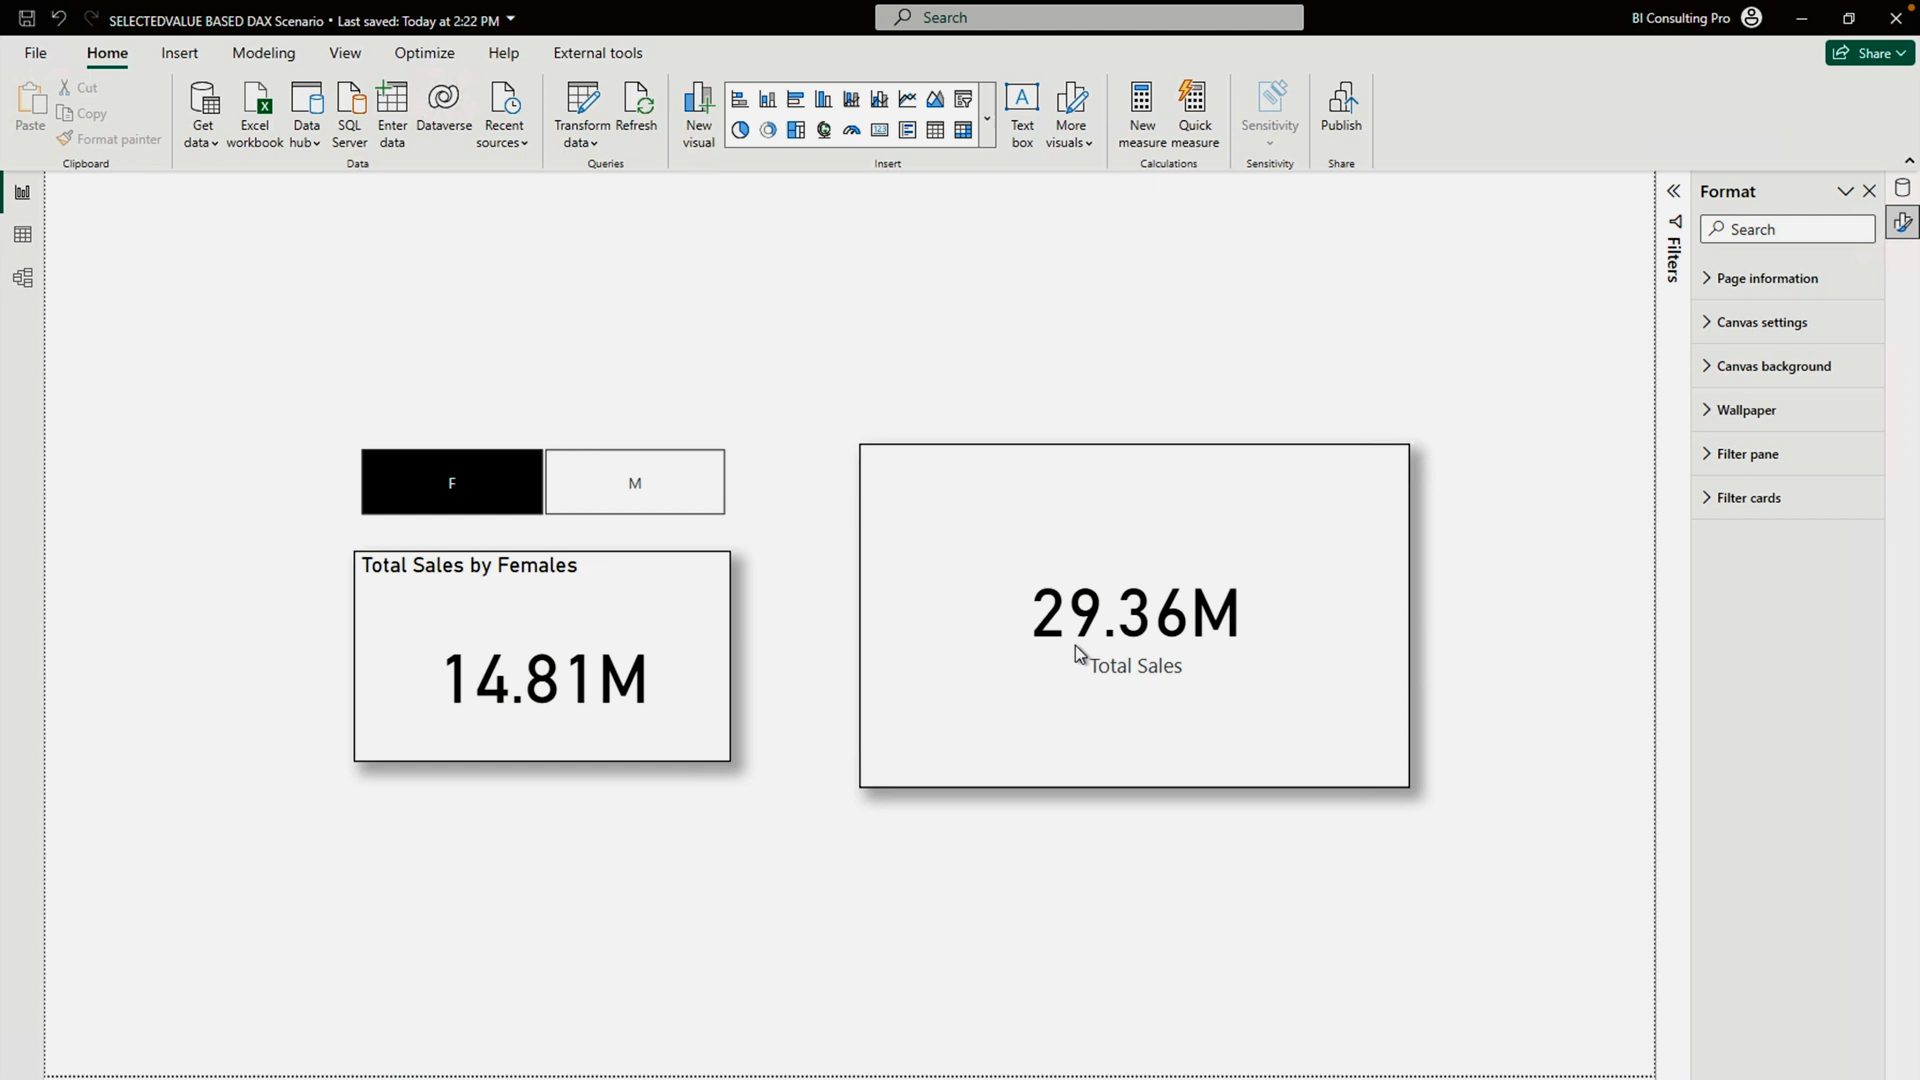 SELECTEDVALUE BASED DAX Scenario • Last saved: Today at 2:22 PM
Search
BI Consulting Pro
File
Home
Insert
Modeling
View
Optimize
Help
External tools
Share
Paste
Cut
Copy
Format painter
Clipboard
Get
data
Excel
workbook
Data
hub
SQL
Server
Enter
data
Dataverse
Recent
sources
Data
Transform
data
Refresh
Queries
New
visual
Insert
A
Text
box
More
visuals
New
measure
Quick
measure
Calculations
Sensitivity
Sensitivity
Publish
Share
F
M
Total Sales by Females
14.81M
29.36M
Total Sales
Filters
Format
Search
Page information
Canvas settings
Canvas background
Wallpaper
Filter pane
Filter cards